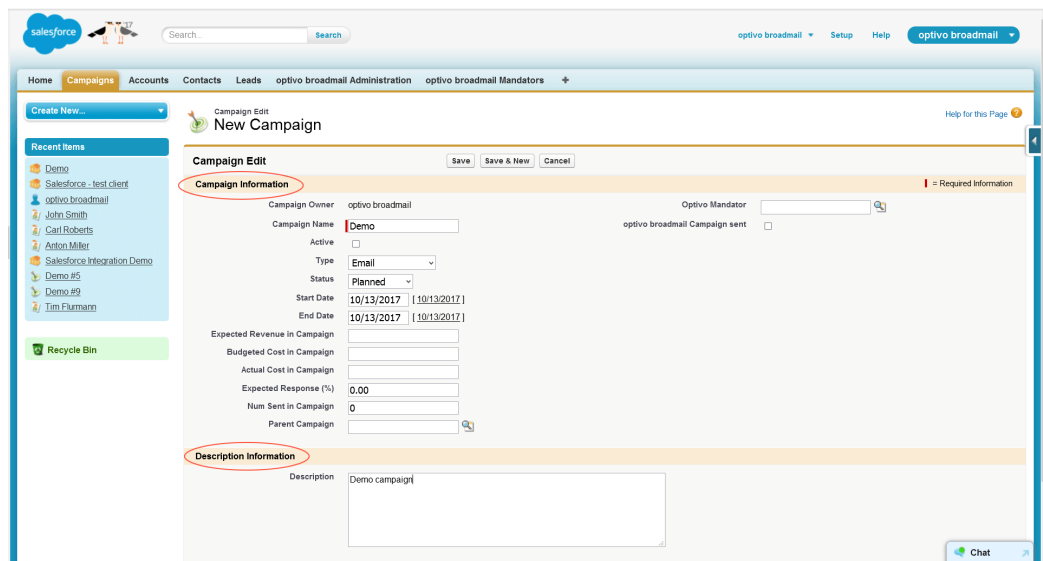 salesforce
Search...
Search
optivo broadmail
Setup
Help
optivo broadmail
Home Campaigns Accounts Contacts Leads optivo broadmail Administration optivo broadmail Mandators +
Create New...
Campaign Edit
New Campaign
Help for this Page ?
Recent Items
Demo
Salesforce - test client
optivo broadmail
John Smith
Carl Roberts
Anton Miller
Salesforce Integration Demo
Demo #5
Demo #9
Tim Flurmann
Recycle Bin
Campaign Edit
Save Save & New Cancel
Campaign Information
= Required Information
Campaign Owner optivo broadmail
Optivo Mandator
Campaign Name Demo
optivo broadmail Campaign sent
Active
Type Email
Status Planned
Start Date 10/13/2017 [ 10/13/2017 ]
End Date 10/13/2017 [ 10/13/2017 ]
Expected Revenue in Campaign
Budgeted Cost in Campaign
Actual Cost in Campaign
Expected Response (%) 0.00
Num Sent in Campaign 0
Parent Campaign
Description Information
Description Demo campaign
Chat